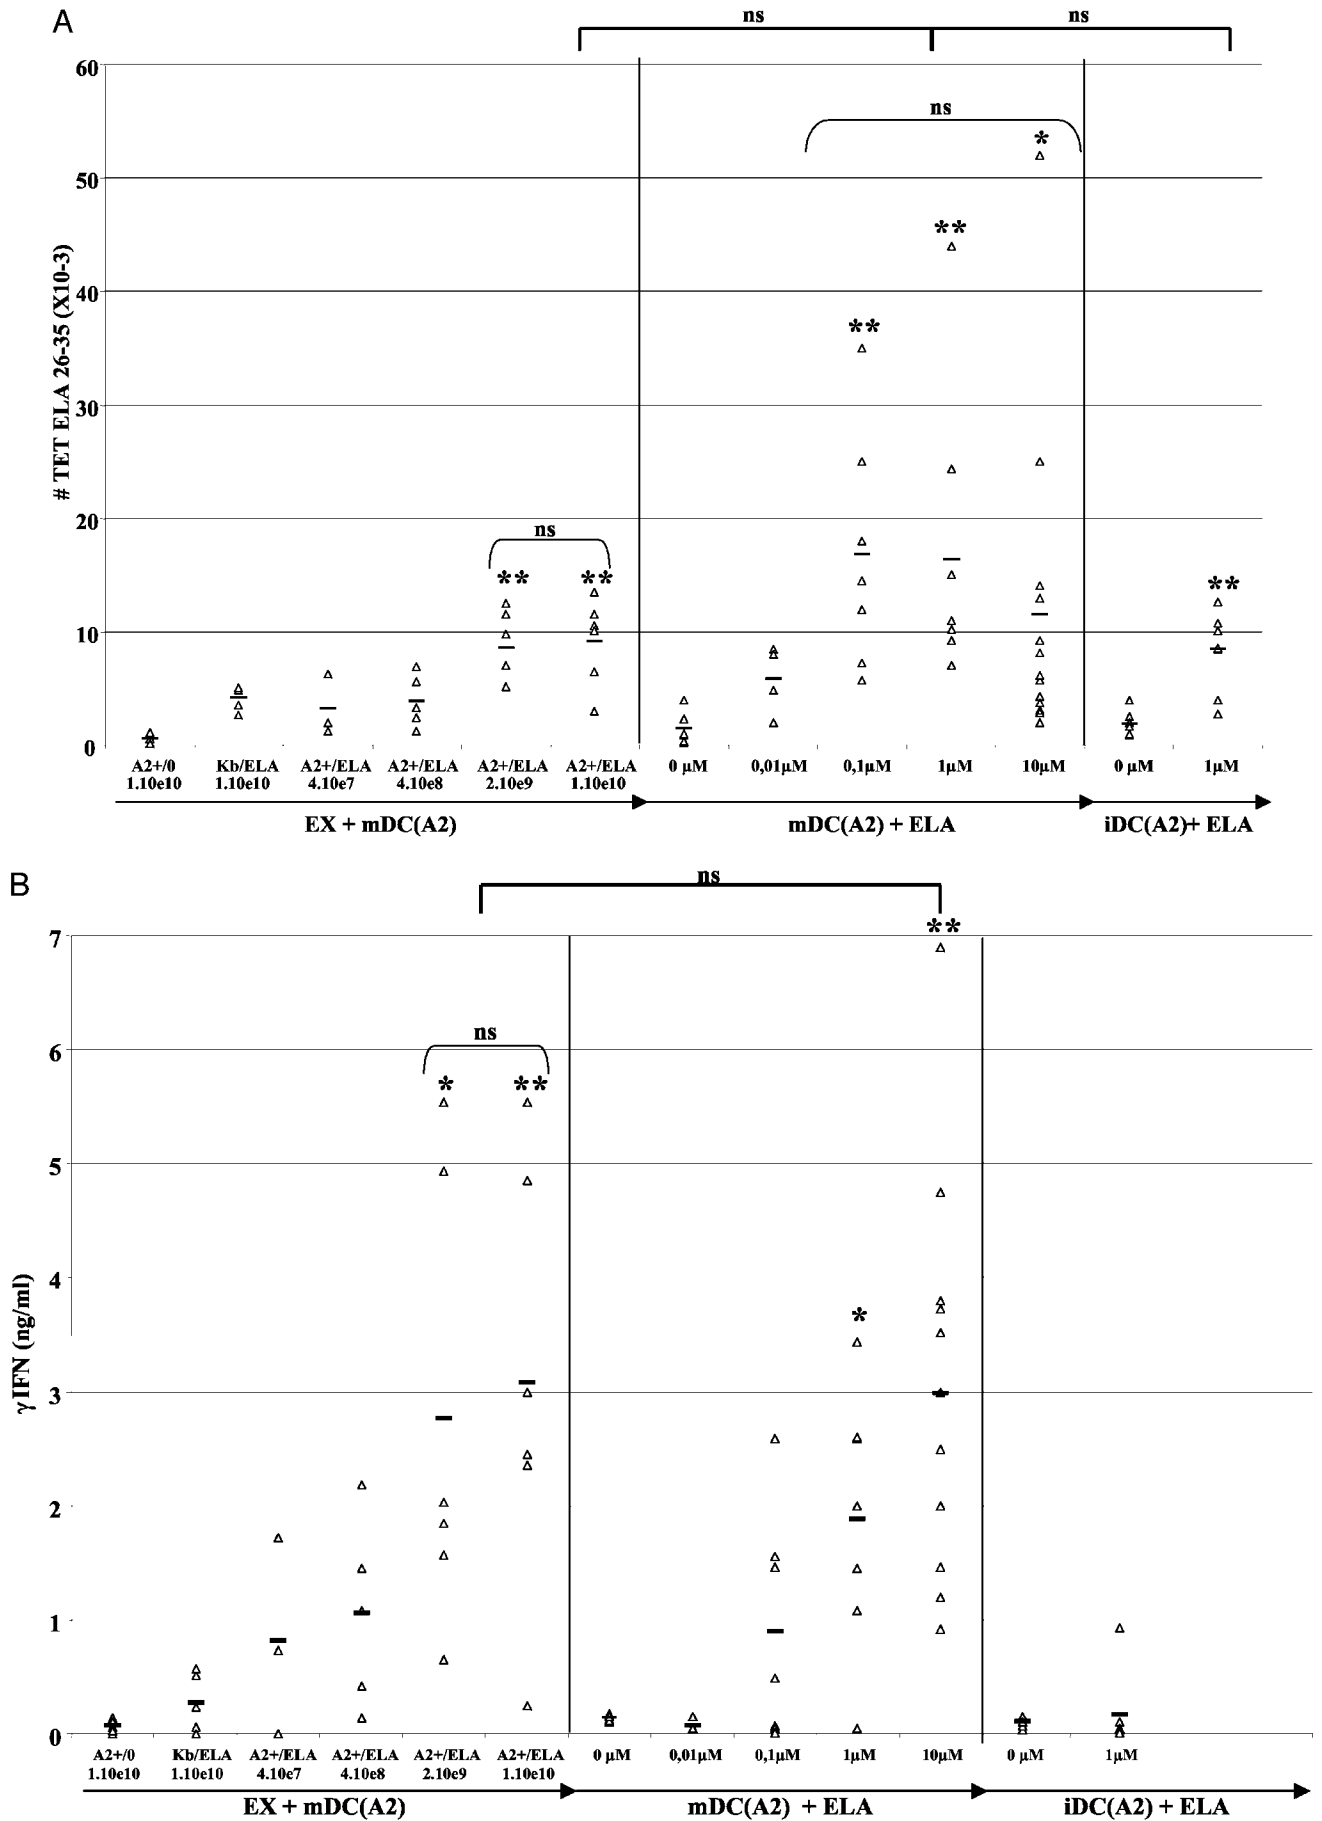 A
ns ns
60
ns
*
50
**
40
**
30
20
ns
** **
**
10
0
# TET ELA 26-35 (X10-3)
A2+/0 Kb/ELA A2+/ELA A2+/ELA A2+/ELA A2+/ELA 0 µM 0,01µM 0,1µM 1µM 10µM 0 µM 1µM
1.10e10 1.10e10 4.10e7 4.10e8 2.10e9 1.10e10
EX + mDC(A2) mDC(A2) + ELA iDC(A2)+ ELA
B
ns
**
7
ns
6
* **
5
4
*
3
2
1
0
γIFN (ng/ml)
A2+/0 Kb/ELA A2+/ELA A2+/ELA A2+/ELA A2+/ELA 0 µM 0,01µM 0,1µM 1µM 10µM 0 µM 1µM
1.10e10 1.10e10 4.10e7 4.10e8 2.10e9 1.10e10
EX + mDC(A2) mDC(A2) + ELA iDC(A2) + ELA